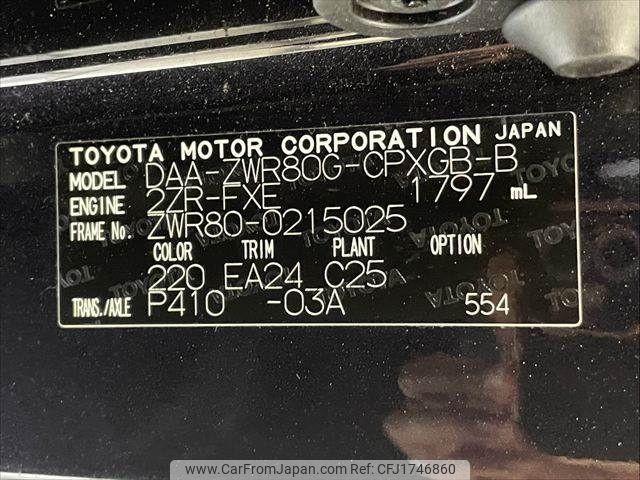 TOYOTA MOTOR CORPORATION JAPAN
MODEL DAA-ZWR80G-CPXGB-B
ENGINE 2ZR-FXE 1797 mL
FRAME No. ZWR80-0215025
COLOR TRIM PLANT OPTION
220 EA24 C25
TRANS./AXLE P410 -03A 554
www.CarFromJapan.com - Ref No: CFJ1746860